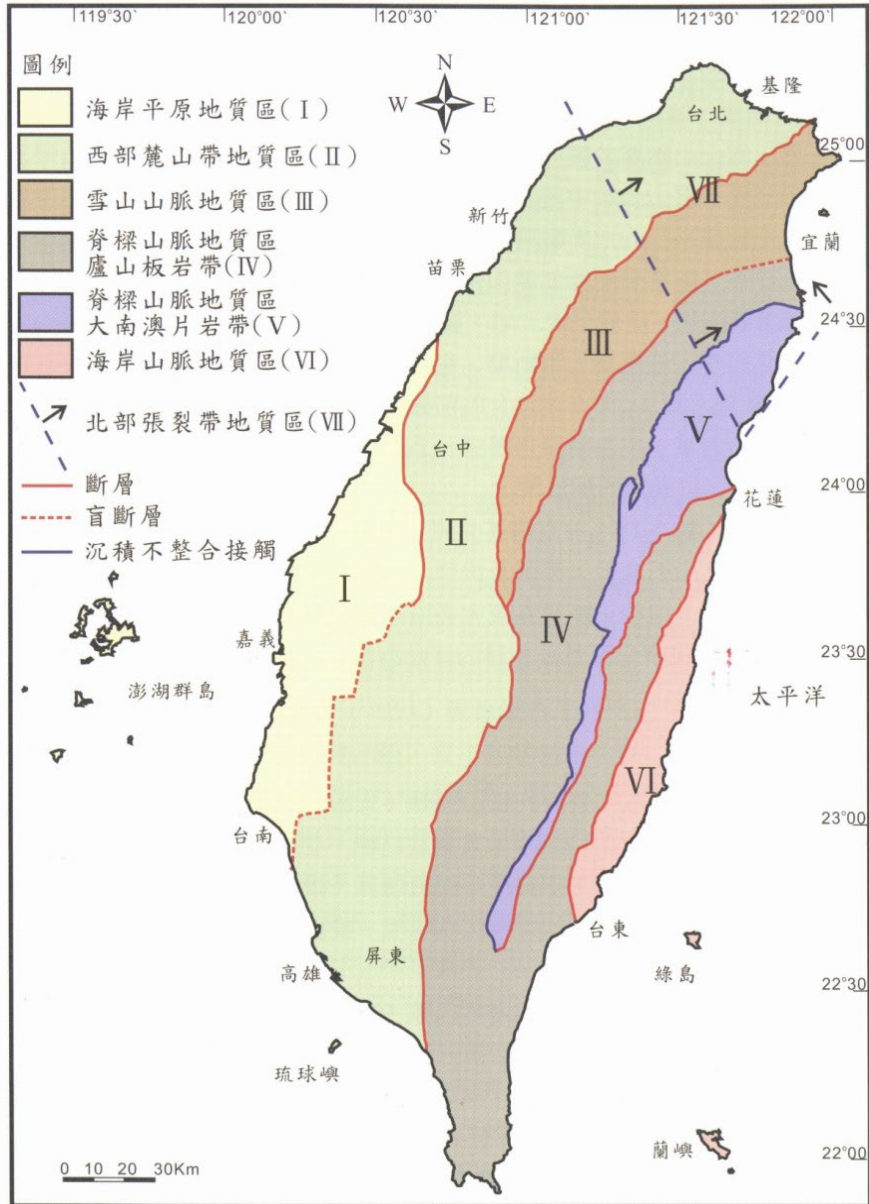 119°30`
120°00`
120°30`
121°00`
121°30`
122°00`
圖例
海岸平原地質區(I)
西部麓山帶地質區(II)
雪山山脈地質區(III)
脊樑山脈地質區
廬山板岩帶(IV)
脊樑山脈地質區
大南澳片岩帶(V)
海岸山脈地質區(VI)
北部張裂帶地質區(VII)
斷層
盲斷層
沉積不整合接觸
N
W
E
S
基隆
台北
25°00
VII
新竹
宜蘭
苗栗
24°30
III
V
台中
24°00
花蓮
II
I
IV
嘉義
23°30
澎湖群島
太平洋
VI
23°00
台南
台東
屏東
綠島
高雄
22°30
琉球嶼
蘭嶼
22°00
0 10 20 30Km